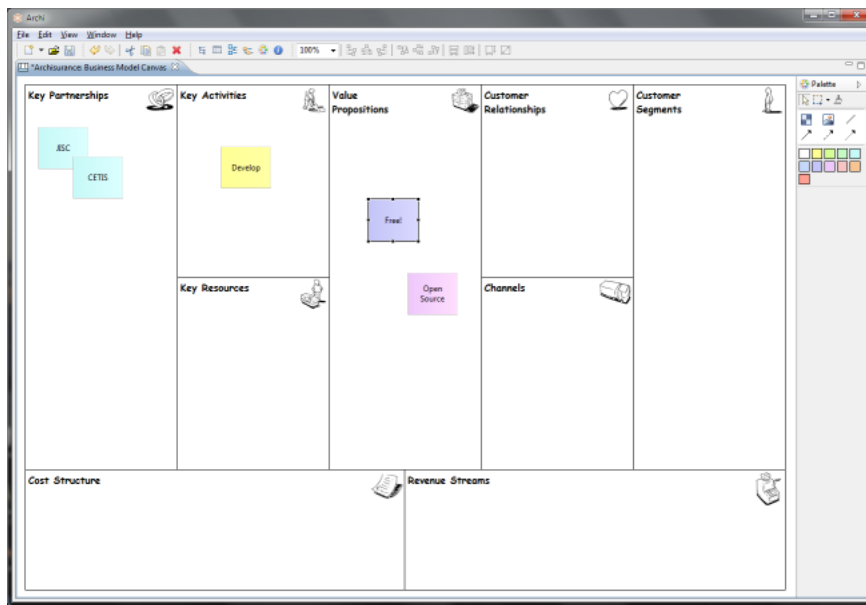 Archi
File Edit View Window Help
100%
*Archisurance: Business Model Canvas
Palette
Key Partnerships
Key Activities
Value
Propositions
Customer
Relationships
Customer
Segments
JISC
CETIS
Develop
Free!
Open
Source
Key Resources
Channels
Cost Structure
Revenue Streams